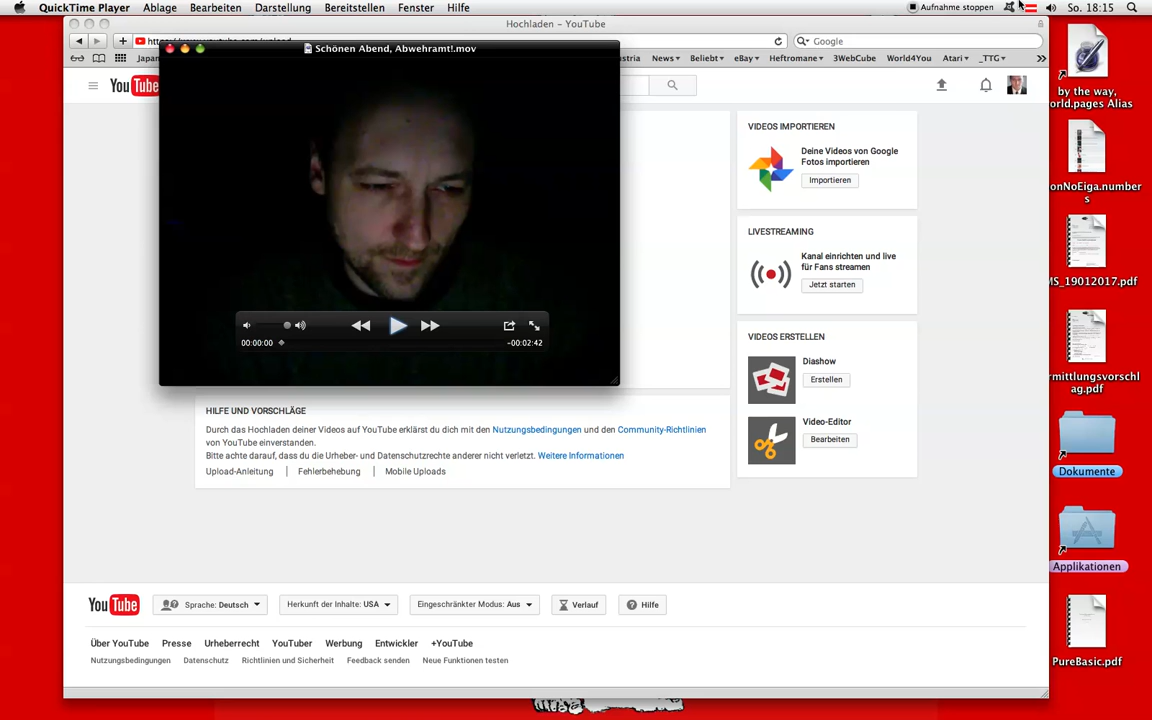 QuickTime Player Ablage Bearbeiten Darstellung Bereitstellen Fenster Hilfe Aufnahme stoppen So. 18:15
Hochladen – YouTube
Google
Japan
tria News Beliebt eBay Heftromane 3WebCube World4You Atari _TTG
Schönen Abend, Abwehramt!.mov
YouTube
00:00:00 -00:02:42
VIDEOS IMPORTIEREN
Deine Videos von Google
Fotos importieren
Importieren
LIVESTREAMING
Kanal einrichten und live
für Fans streamen
Jetzt starten
VIDEOS ERSTELLEN
Diashow
Erstellen
Video-Editor
Bearbeiten
HILFE UND VORSCHLÄGE
Durch das Hochladen deiner Videos auf YouTube erklärst du dich mit den Nutzungsbedingungen und den Community-Richtlinien
von YouTube einverstanden.
Bitte achte darauf, dass du die Urheber- und Datenschutzrechte anderer nicht verletzt. Weitere Informationen
Upload-Anleitung | Fehlerbehebung | Mobile Uploads
YouTube Sprache: Deutsch Herkunft der Inhalte: USA Eingeschränkter Modus: Aus Verlauf Hilfe
Über YouTube Presse Urheberrecht YouTuber Werbung Entwickler +YouTube
Nutzungsbedingungen Datenschutz Richtlinien und Sicherheit Feedback senden Neue Funktionen testen
by the way,
orld.pages Alias
onNoEiga.number
s
MS_19012017.pdf
rmittlungsvorschl
ag.pdf
Dokumente
Applikationen
PureBasic.pdf